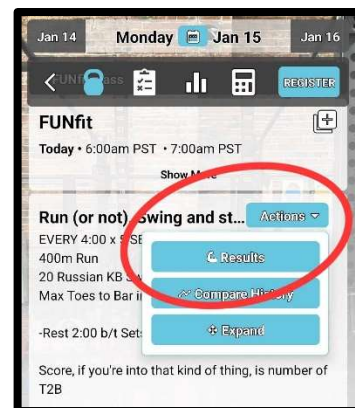 Jan 14 Monday Jan 15 Jan 16
REGISTER
FUNfit
Today • 6:00am PST • 7:00am PST
Show
Run (or not), Swing and st... Actions
EVERY 4:00 x
400m Run
Results
20 Russian KB
Max Toes to Bar
Compare History
-Rest 2:00 b/t
Expand
Score, if you're into that kind of thing, is number of
T2B